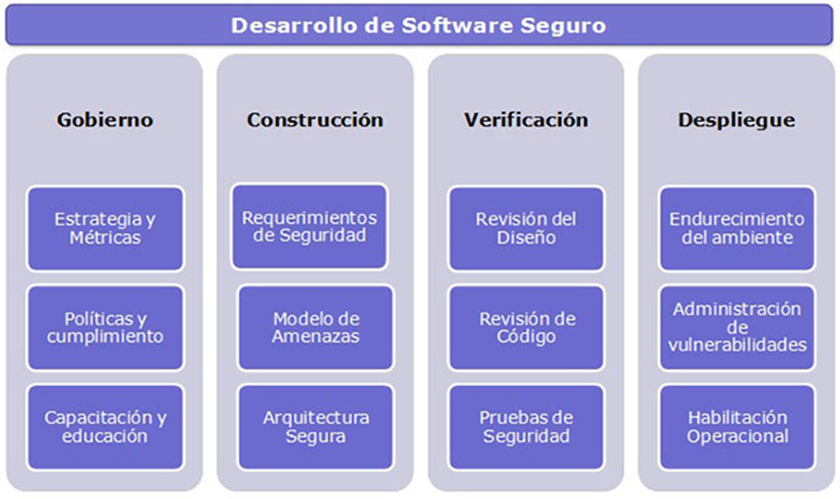 Desarrollo de Software Seguro
Gobierno
Estrategia y
Métricas
Políticas y
cumplimiento
Capacitación y
educación
Construcción
Requerimientos
de Seguridad
Modelo de
Amenazas
Arquitectura
Segura
Verificación
Revisión del
Diseño
Revisión de
Código
Pruebas de
Seguridad
Despliegue
Endurecimiento
del ambiente
Administración
de
vulnerabilidades
Habilitación
Operacional